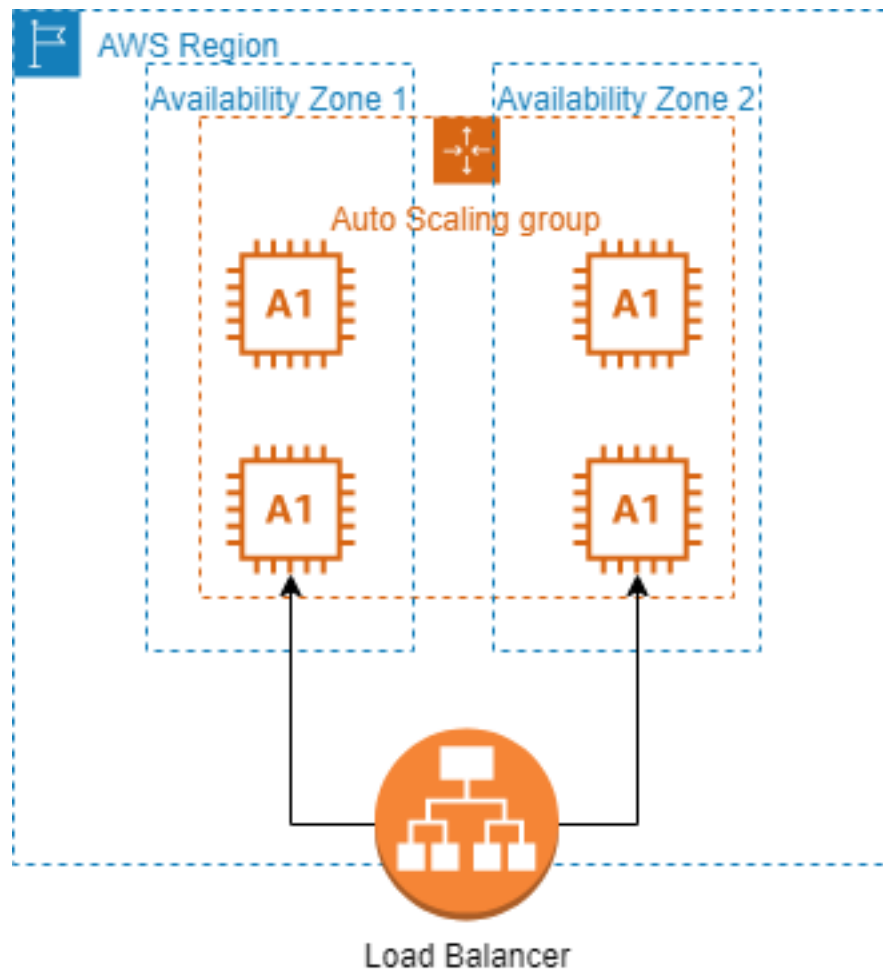 AWS Region
Availability Zone 1
Availability Zone 2
Auto Scaling group
A1
A1
A1
A1
Load Balancer